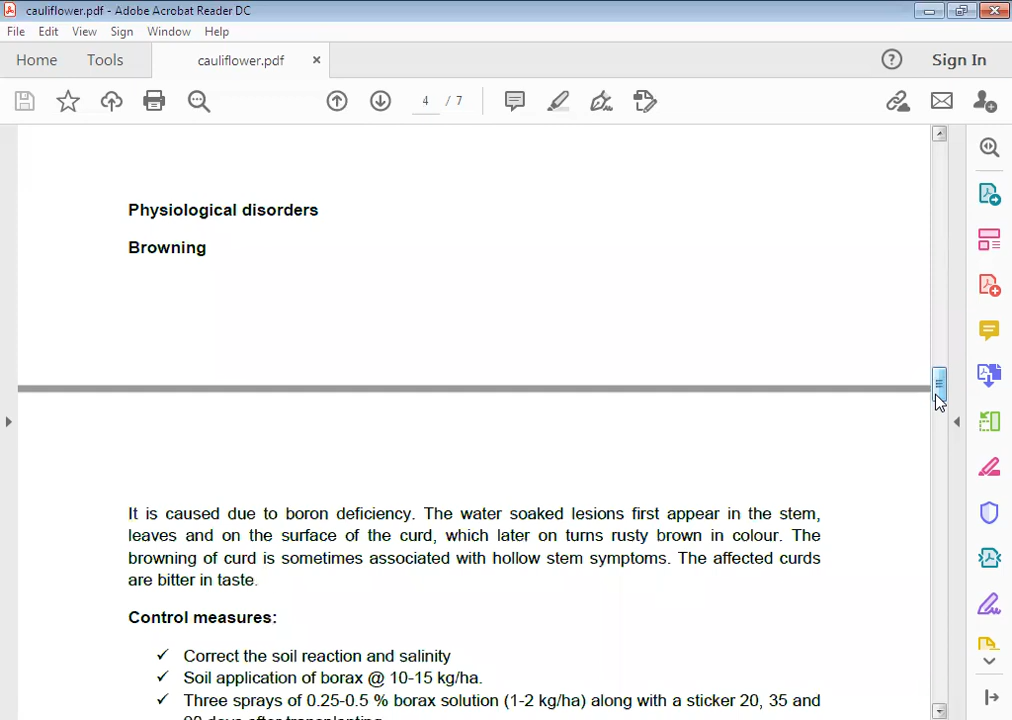 cauliflower.pdf - Adobe Acrobat Reader DC
File Edit View Sign Window Help
Home Tools cauliflower.pdf × ? Sign In
4 / 7
Physiological disorders
Browning
It is caused due to boron deficiency. The water soaked lesions first appear in the stem,
leaves and on the surface of the curd, which later on turns rusty brown in colour. The
browning of curd is sometimes associated with hollow stem symptoms. The affected curds
are bitter in taste.
Control measures:
✓ Correct the soil reaction and salinity
✓ Soil application of borax @ 10-15 kg/ha.
✓ Three sprays of 0.25-0.5 % borax solution (1-2 kg/ha) along with a sticker 20, 35 and
days after transplanting